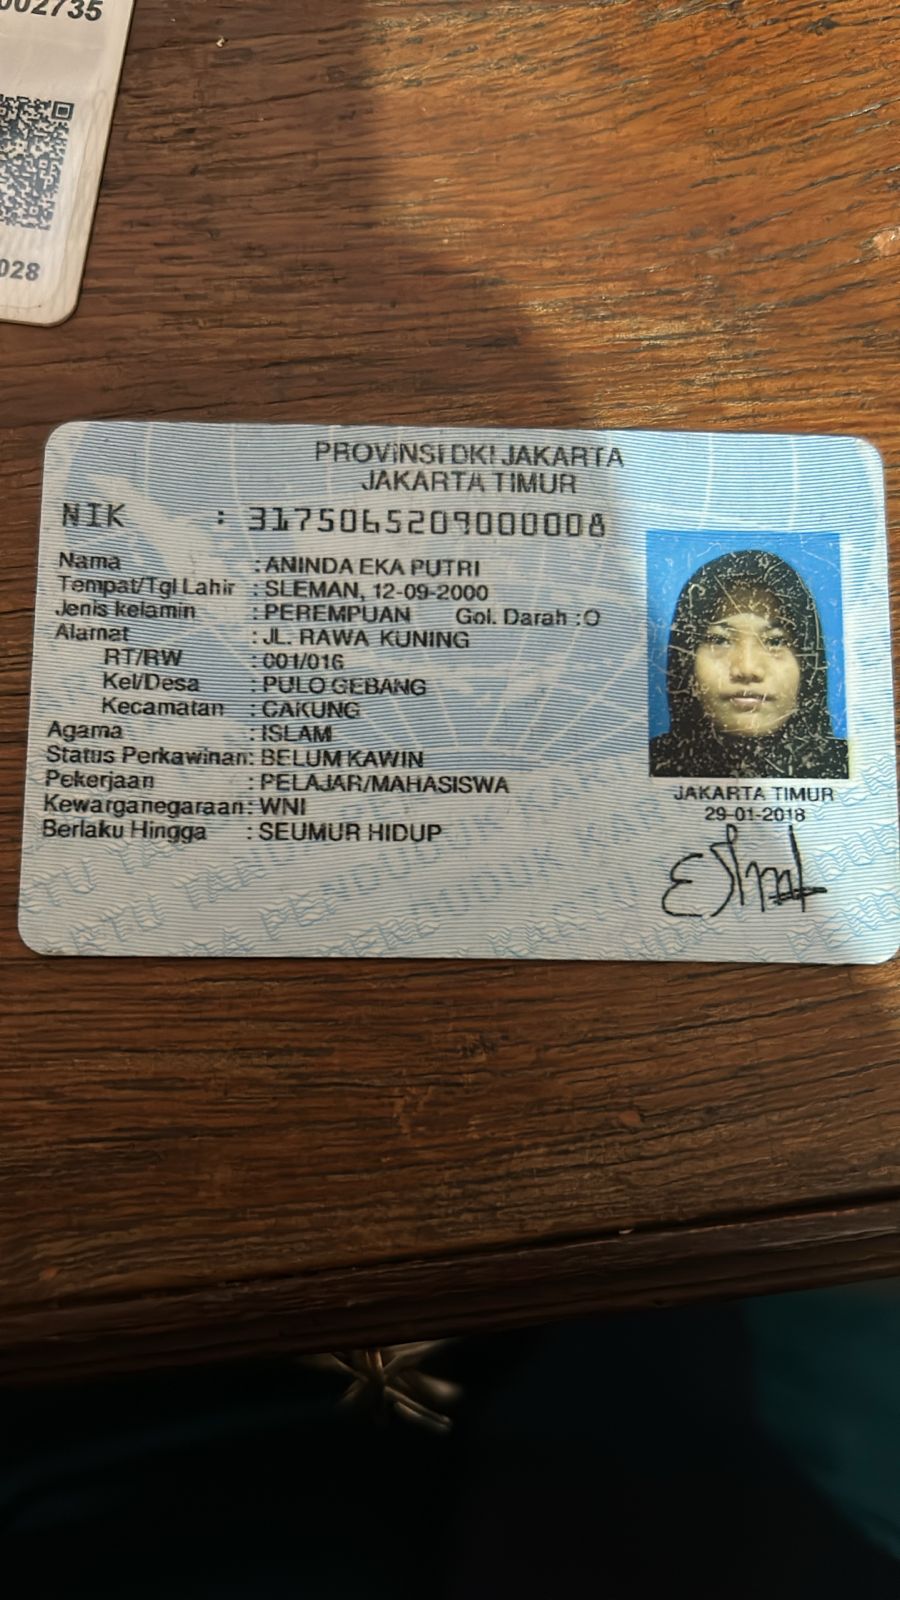 002735
028
PROVINSI DKI JAKARTA
JAKARTA TIMUR
NIK : 3175065209000008
Nama : ANINDA EKA PUTRI
Tempat/Tgl Lahir : SLEMAN, 12-09-2000
Jenis kelamin : PEREMPUAN Gol. Darah : O
Alamat : JL. RAWA KUNING
RT/RW : 001/016
Kel/Desa : PULO GEBANG
Kecamatan : CAKUNG
Agama : ISLAM
Status Perkawinan: BELUM KAWIN
Pekerjaan : PELAJAR/MAHASISWA
Kewarganegaraan: WNI
Berlaku Hingga : SEUMUR HIDUP
JAKARTA TIMUR
29-01-2018